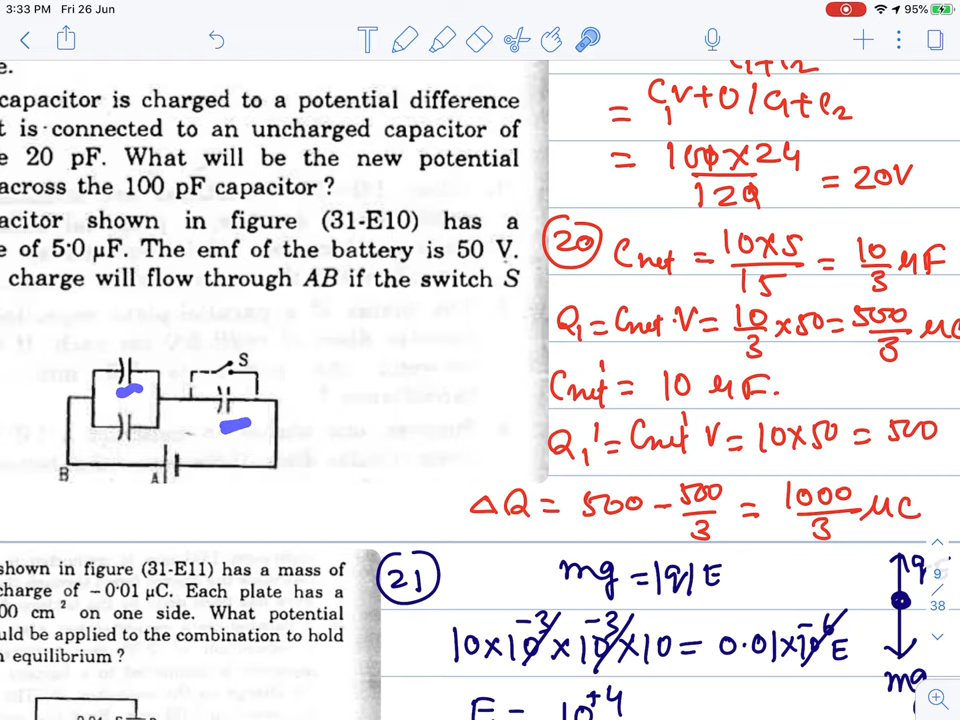 3:33 PM Fri 26 Jun
95%
T
e.
capacitor is charged to a potential difference
t is connected to an uncharged capacitor of
e 20 pF. What will be the new potential
across the 100 pF capacitor ?
acitor shown in figure (31-E10) has a
e of 5·0 μF. The emf of the battery is 50 V.
charge will flow through AB if the switch S
S
B
A
shown in figure (31-E11) has a mass of
charge of – 0·01 μC. Each plate has a
00 cm² on one side. What potential
uld be applied to the combination to hold
n equilibrium ?
= C₁V+0/C₁+C₂
= 100×24/120 = 20V
20 Cnet = 10×5/15 = 10/3 μF
Q₁ = Cnet·V = 10/3 ×50 = 500/3 μC
Cnet' = 10 μF.
Q₁' = Cnet' V = 10×50 = 500
ΔQ = 500 - 500/3 = 1000/3 μC
21 mg = |q|E
10×10⁻³×10⁻³×10 = 0.01×10⁻⁶ E
E = 10⁺⁴
q
mg
9
/
38